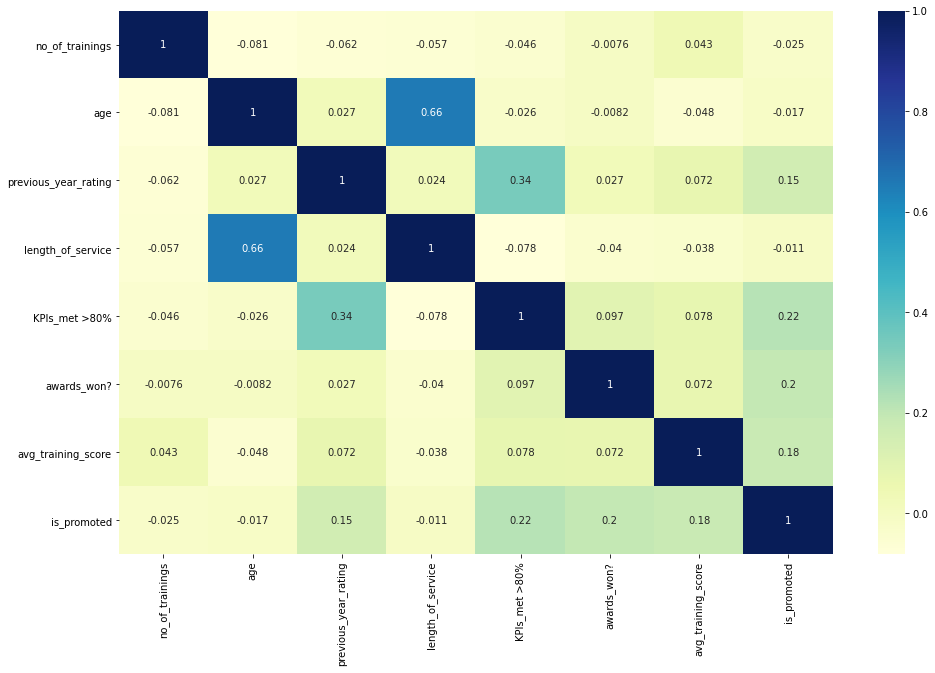 no_of_trainings 1 -0.081 -0.062 -0.057 -0.046 -0.0076 0.043 -0.025
age -0.081 1 0.027 0.66 -0.026 -0.0082 -0.048 -0.017
previous_year_rating -0.062 0.027 1 0.024 0.34 0.027 0.072 0.15
length_of_service -0.057 0.66 0.024 1 -0.078 -0.04 -0.038 -0.011
KPIs_met >80% -0.046 -0.026 0.34 -0.078 1 0.097 0.078 0.22
awards_won? -0.0076 -0.0082 0.027 -0.04 0.097 1 0.072 0.2
avg_training_score 0.043 -0.048 0.072 -0.038 0.078 0.072 1 0.18
is_promoted -0.025 -0.017 0.15 -0.011 0.22 0.2 0.18 1
no_of_trainings
age
previous_year_rating
length_of_service
KPIs_met >80%
awards_won?
avg_training_score
is_promoted
1.0
0.8
0.6
0.4
0.2
0.0